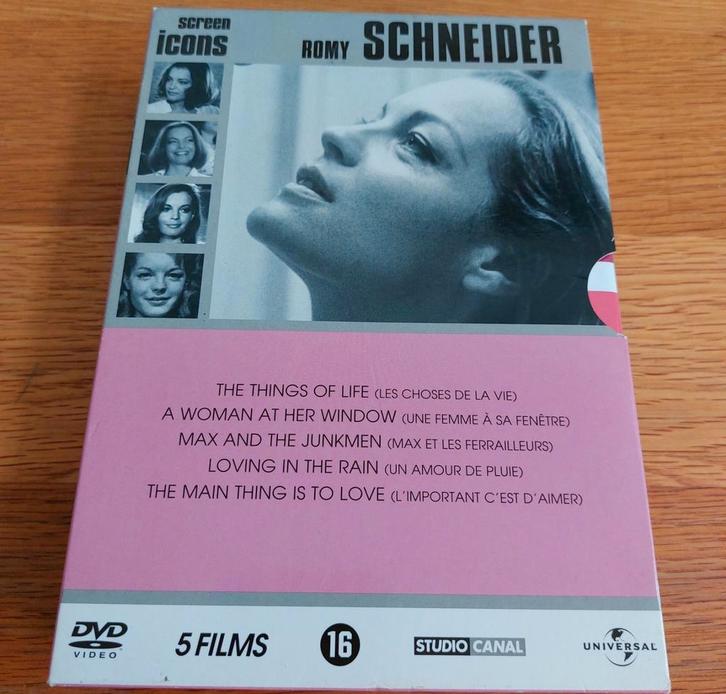 screen
icons
ROMY SCHNEIDER
THE THINGS OF LIFE (LES CHOSES DE LA VIE)
A WOMAN AT HER WINDOW (UNE FEMME À SA FENÊTRE)
MAX AND THE JUNKMEN (MAX ET LES FERRAILLEURS)
LOVING IN THE RAIN (UN AMOUR DE PLUIE)
THE MAIN THING IS TO LOVE (L'IMPORTANT C'EST D'AIMER)
DVD
VIDEO
5 FILMS
16
STUDIO CANAL
UNIVERSAL